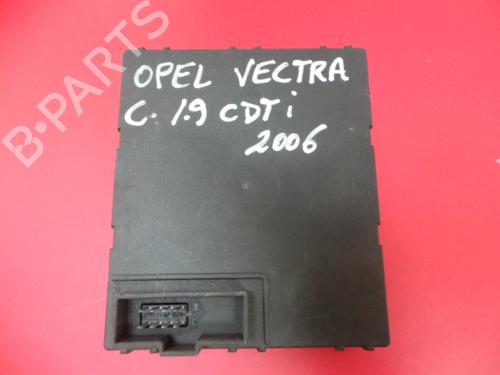 B-PARTS
OPEL VECTRA
C. 1.9 CDTi
2006